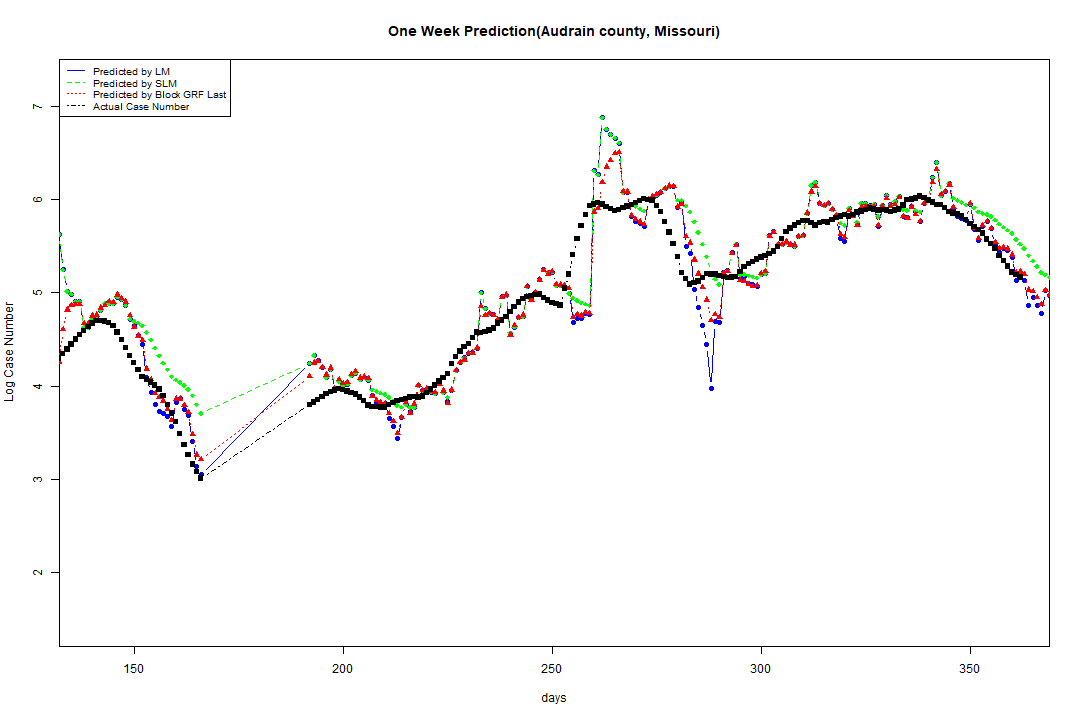 One Week Prediction(Audrain county, Missouri)
Predicted by LM
Predicted by SLM
Predicted by Block GRF Last
Actual Case Number
Log Case Number
7
6
5
4
3
2
150 200 250 300 350
days